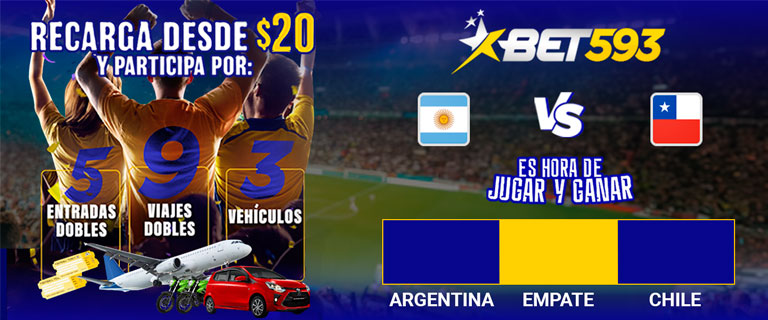 RECARGA DESDE $20
Y PARTICIPA POR:
5
ENTRADAS
DOBLES
9
VIAJES
DOBLES
3
VEHÍCULOS
XBET593
VS
ES HORA DE
JUGAR Y GANAR
ARGENTINA
EMPATE
CHILE